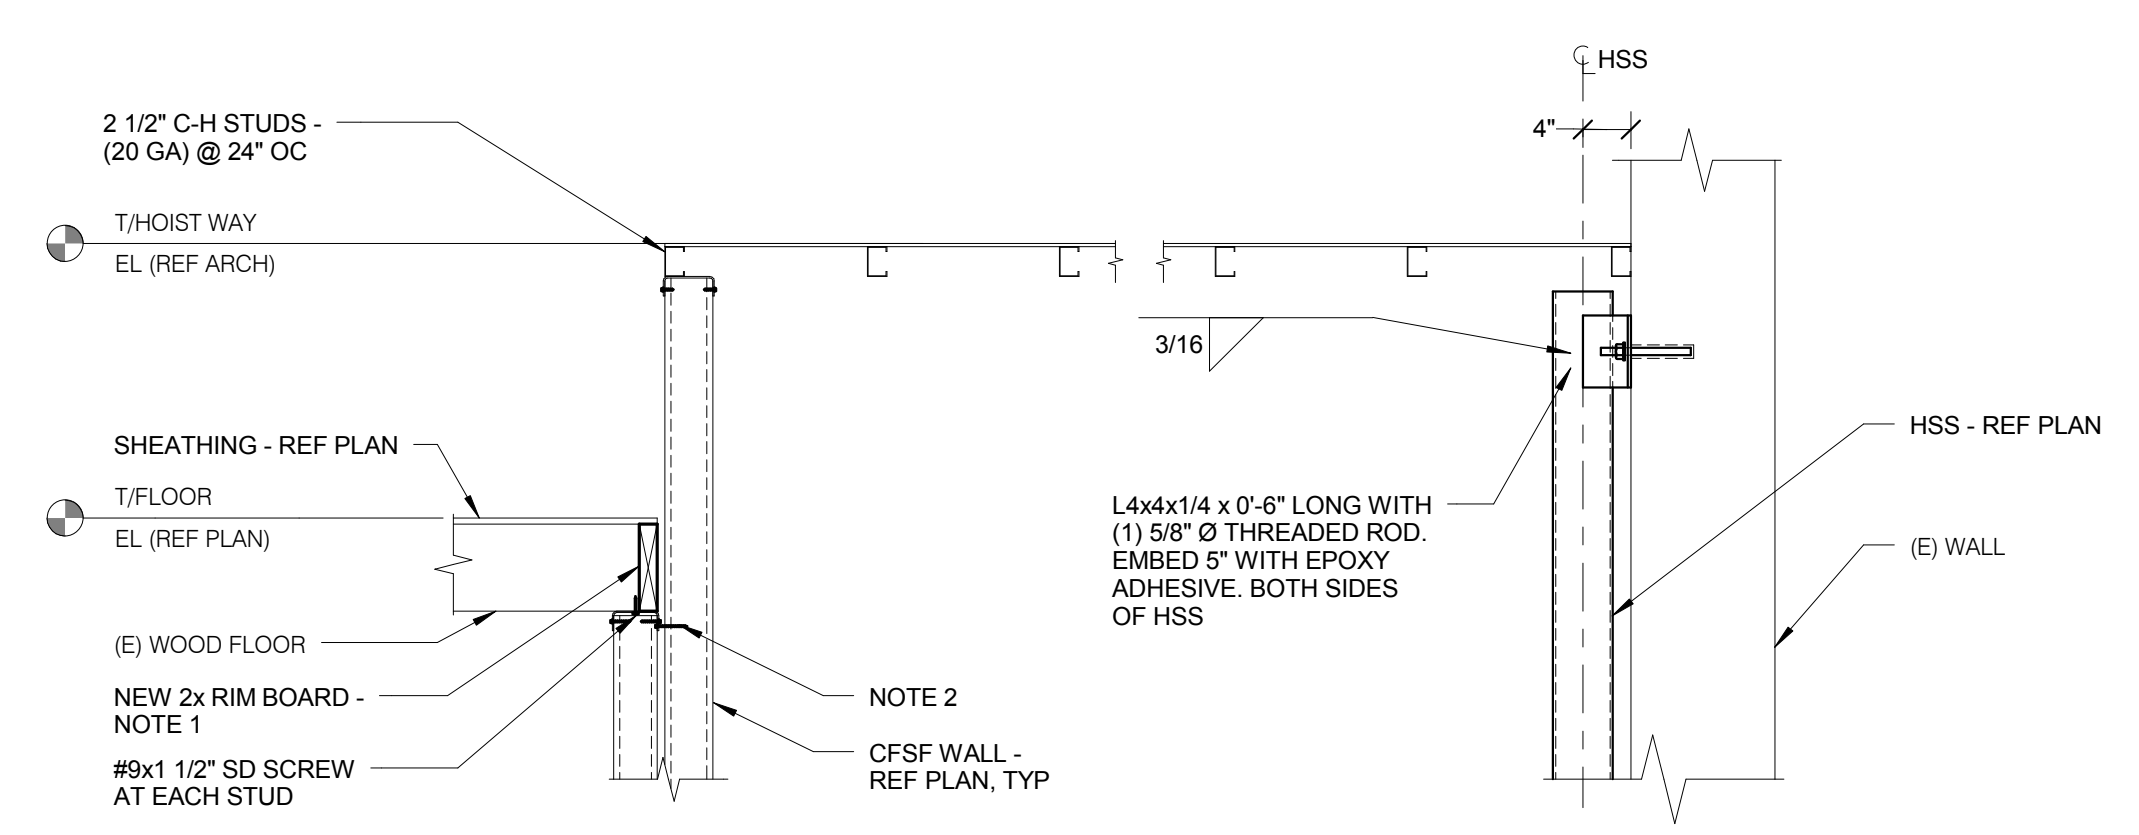 ℄ HSS
4"
2 1/2" C-H STUDS -
(20 GA) @ 24" OC
T/HOIST WAY
EL (REF ARCH)
3/16
SHEATHING - REF PLAN
T/FLOOR
EL (REF PLAN)
(E) WOOD FLOOR
NEW 2x RIM BOARD -
NOTE 1
#9x1 1/2" SD SCREW
AT EACH STUD
NOTE 2
CFSF WALL -
REF PLAN, TYP
L4x4x1/4 x 0'-6" LONG WITH
(1) 5/8" Ø THREADED ROD.
EMBED 5" WITH EPOXY
ADHESIVE. BOTH SIDES
OF HSS
HSS - REF PLAN
(E) WALL